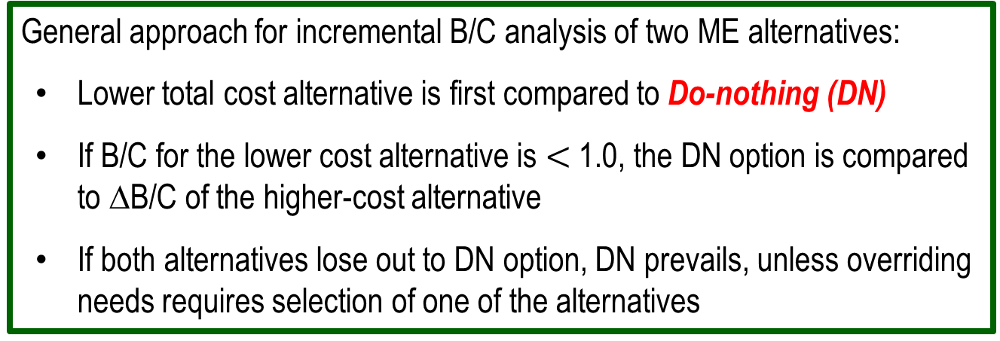 General approach for incremental B/C analysis of two ME alternatives:
• Lower total cost alternative is first compared to Do-nothing (DN)
• If B/C for the lower cost alternative is < 1.0, the DN option is compared
to ΔB/C of the higher-cost alternative
• If both alternatives lose out to DN option, DN prevails, unless overriding
needs requires selection of one of the alternatives